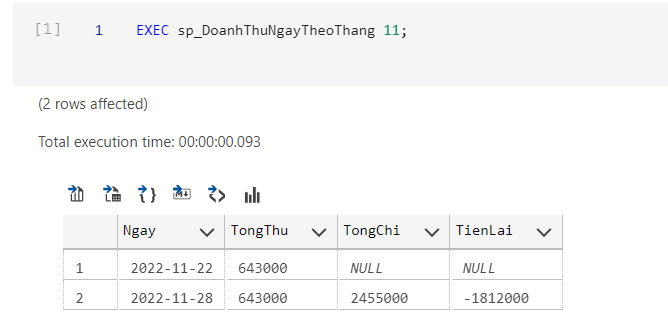 [1] 1 EXEC sp_DoanhThuNgayTheoThang 11;
(2 rows affected)
Total execution time: 00:00:00.093
Ngay TongThu TongChi TienLai
1 2022-11-22 643000 NULL NULL
2 2022-11-28 643000 2455000 -1812000